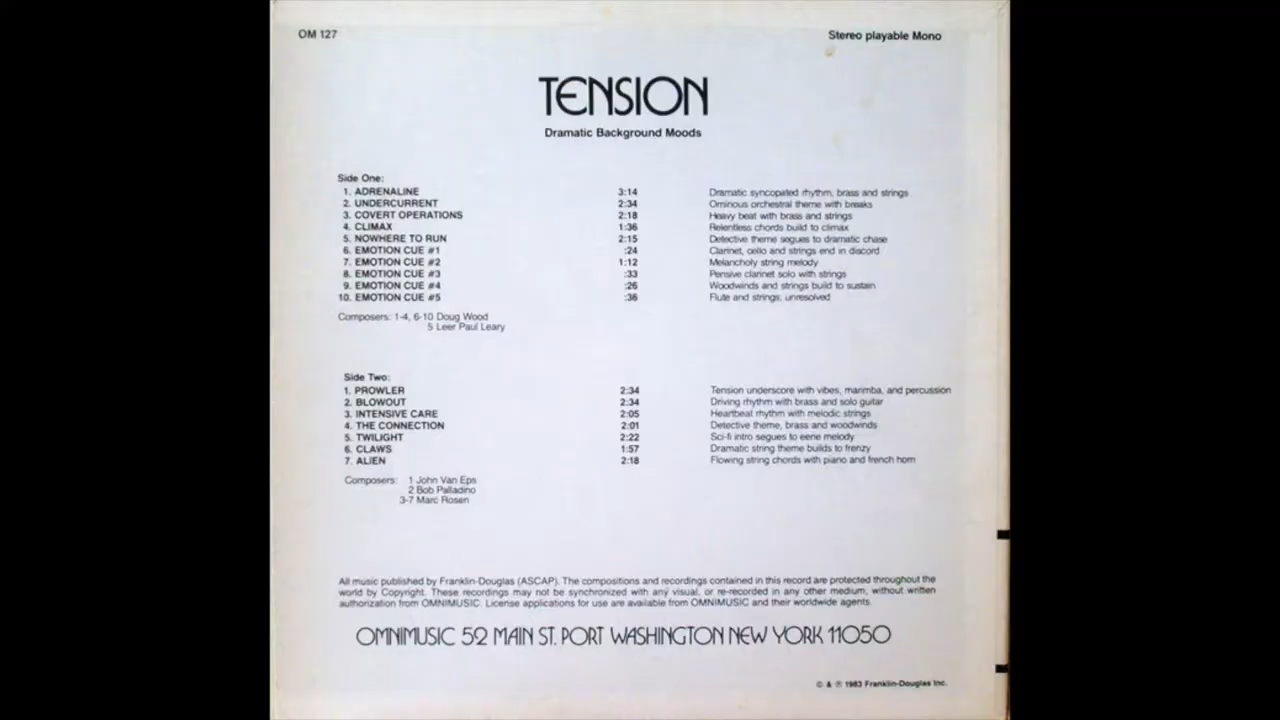 OM 127 Stereo playable Mono
TENSION
Dramatic Background Moods
Side One:
1. ADRENALINE 3:14 Dramatic syncopated rhythm, brass and strings
2. UNDERCURRENT 2:34 Ominous orchestral theme with breaks
3. COVERT OPERATIONS 2:18 Heavy beat with brass and strings
4. CLIMAX 1:36 Relentless chords build to climax
5. NOWHERE TO RUN 2:15 Detective theme segues to dramatic chase
6. EMOTION CUE #1 :24 Clarinet, cello and strings end in discord
7. EMOTION CUE #2 1:12 Melancholy string melody
8. EMOTION CUE #3 :33 Pensive clarinet solo with strings
9. EMOTION CUE #4 :26 Woodwinds and strings build to sustain
10. EMOTION CUE #5 :36 Flute and strings, unresolved
Composers: 1-4, 6-10 Doug Wood
5 Leer Paul Leary
Side Two:
1. PROWLER 2:34 Tension underscore with vibes, marimba, and percussion
2. BLOWOUT 2:34 Driving rhythm with brass and solo guitar
3. INTENSIVE CARE 2:05 Heartbeat rhythm with melodic strings
4. THE CONNECTION 2:01 Detective theme, brass and woodwinds
5. TWILIGHT 2:22 Sci-fi intro segues to eerie melody
6. CLAWS 1:57 Dramatic string theme builds to frenzy
7. ALIEN 2:18 Flowing string chords with piano and french horn
Composers: 1 John Van Eps
2 Bob Palladino
3-7 Marc Rosen
All music published by Franklin-Douglas (ASCAP). The compositions and recordings contained in this record are protected throughout the
world by Copyright. These recordings may not be synchronized with any visual, or re-recorded in any other medium, without written
authorization from OMNIMUSIC. License applications for use are available from OMNIMUSIC and their worldwide agents.
OMNIMUSIC 52 MAIN ST. PORT WASHINGTON NEW YORK 11050
© & ℗ 1983 Franklin-Douglas Inc.